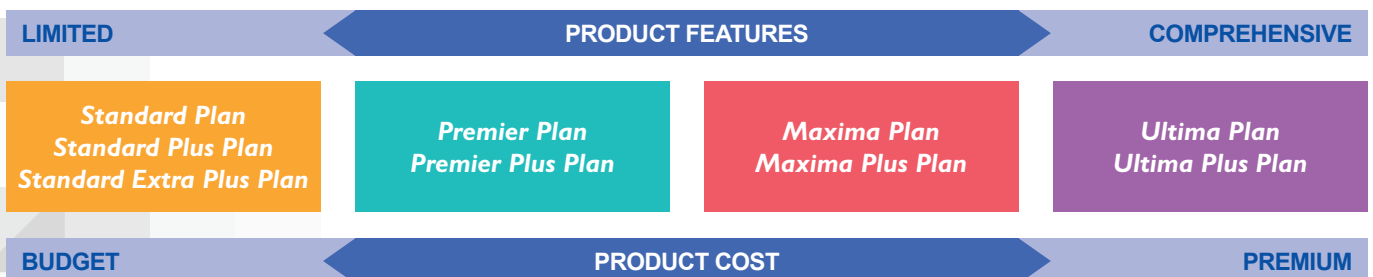 LIMITED PRODUCT FEATURES COMPREHENSIVE
Standard Plan
Standard Plus Plan
Standard Extra Plus Plan
Premier Plan
Premier Plus Plan
Maxima Plan
Maxima Plus Plan
Ultima Plan
Ultima Plus Plan
BUDGET PRODUCT COST PREMIUM